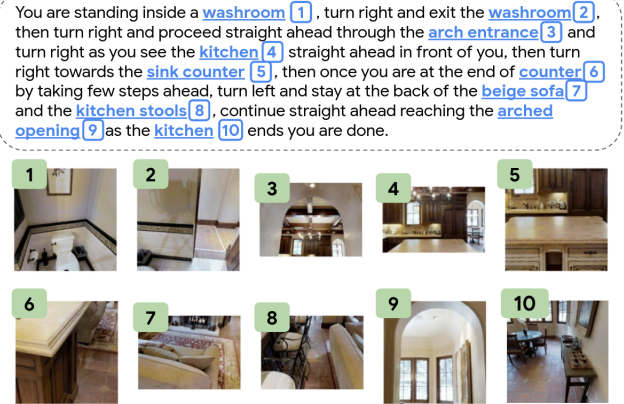 You are standing inside a washroom 1 , turn right and exit the washroom 2 ,
then turn right and proceed straight ahead through the arch entrance 3 and
turn right as you see the kitchen 4 straight ahead in front of you, then turn
right towards the sink counter 5 , then once you are at the end of counter 6
by taking few steps ahead, turn left and stay at the back of the beige sofa 7
and the kitchen stools 8 , continue straight ahead reaching the arched
opening 9 as the kitchen 10 ends you are done.
1
2
3
4
5
6
7
8
9
10